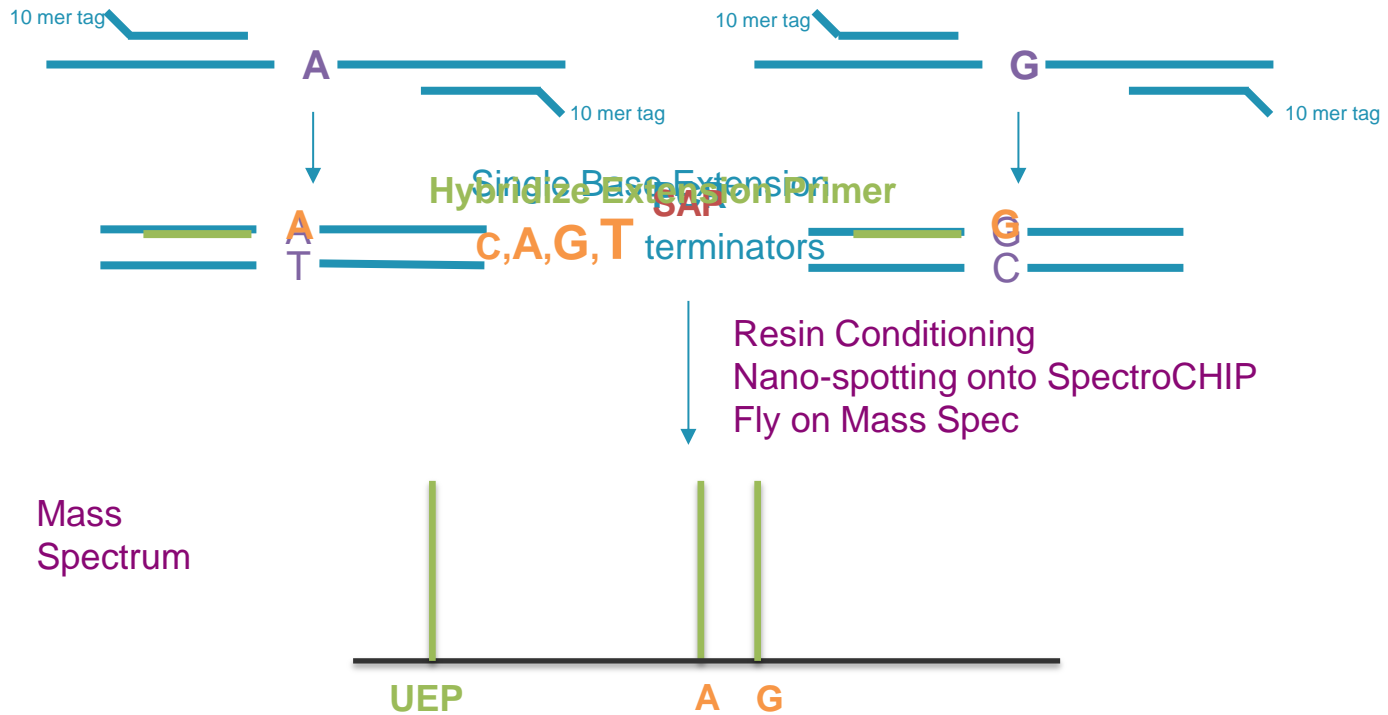 10 mer tag
10 mer tag
A
G
10 mer tag
10 mer tag
Single Base Extension
Hybridize Extension Primer
SAP
A
A
T
C,A,G,T terminators
G
G
C
Resin Conditioning
Nano-spotting onto SpectroCHIP
Fly on Mass Spec
Mass
Spectrum
UEP
A
G